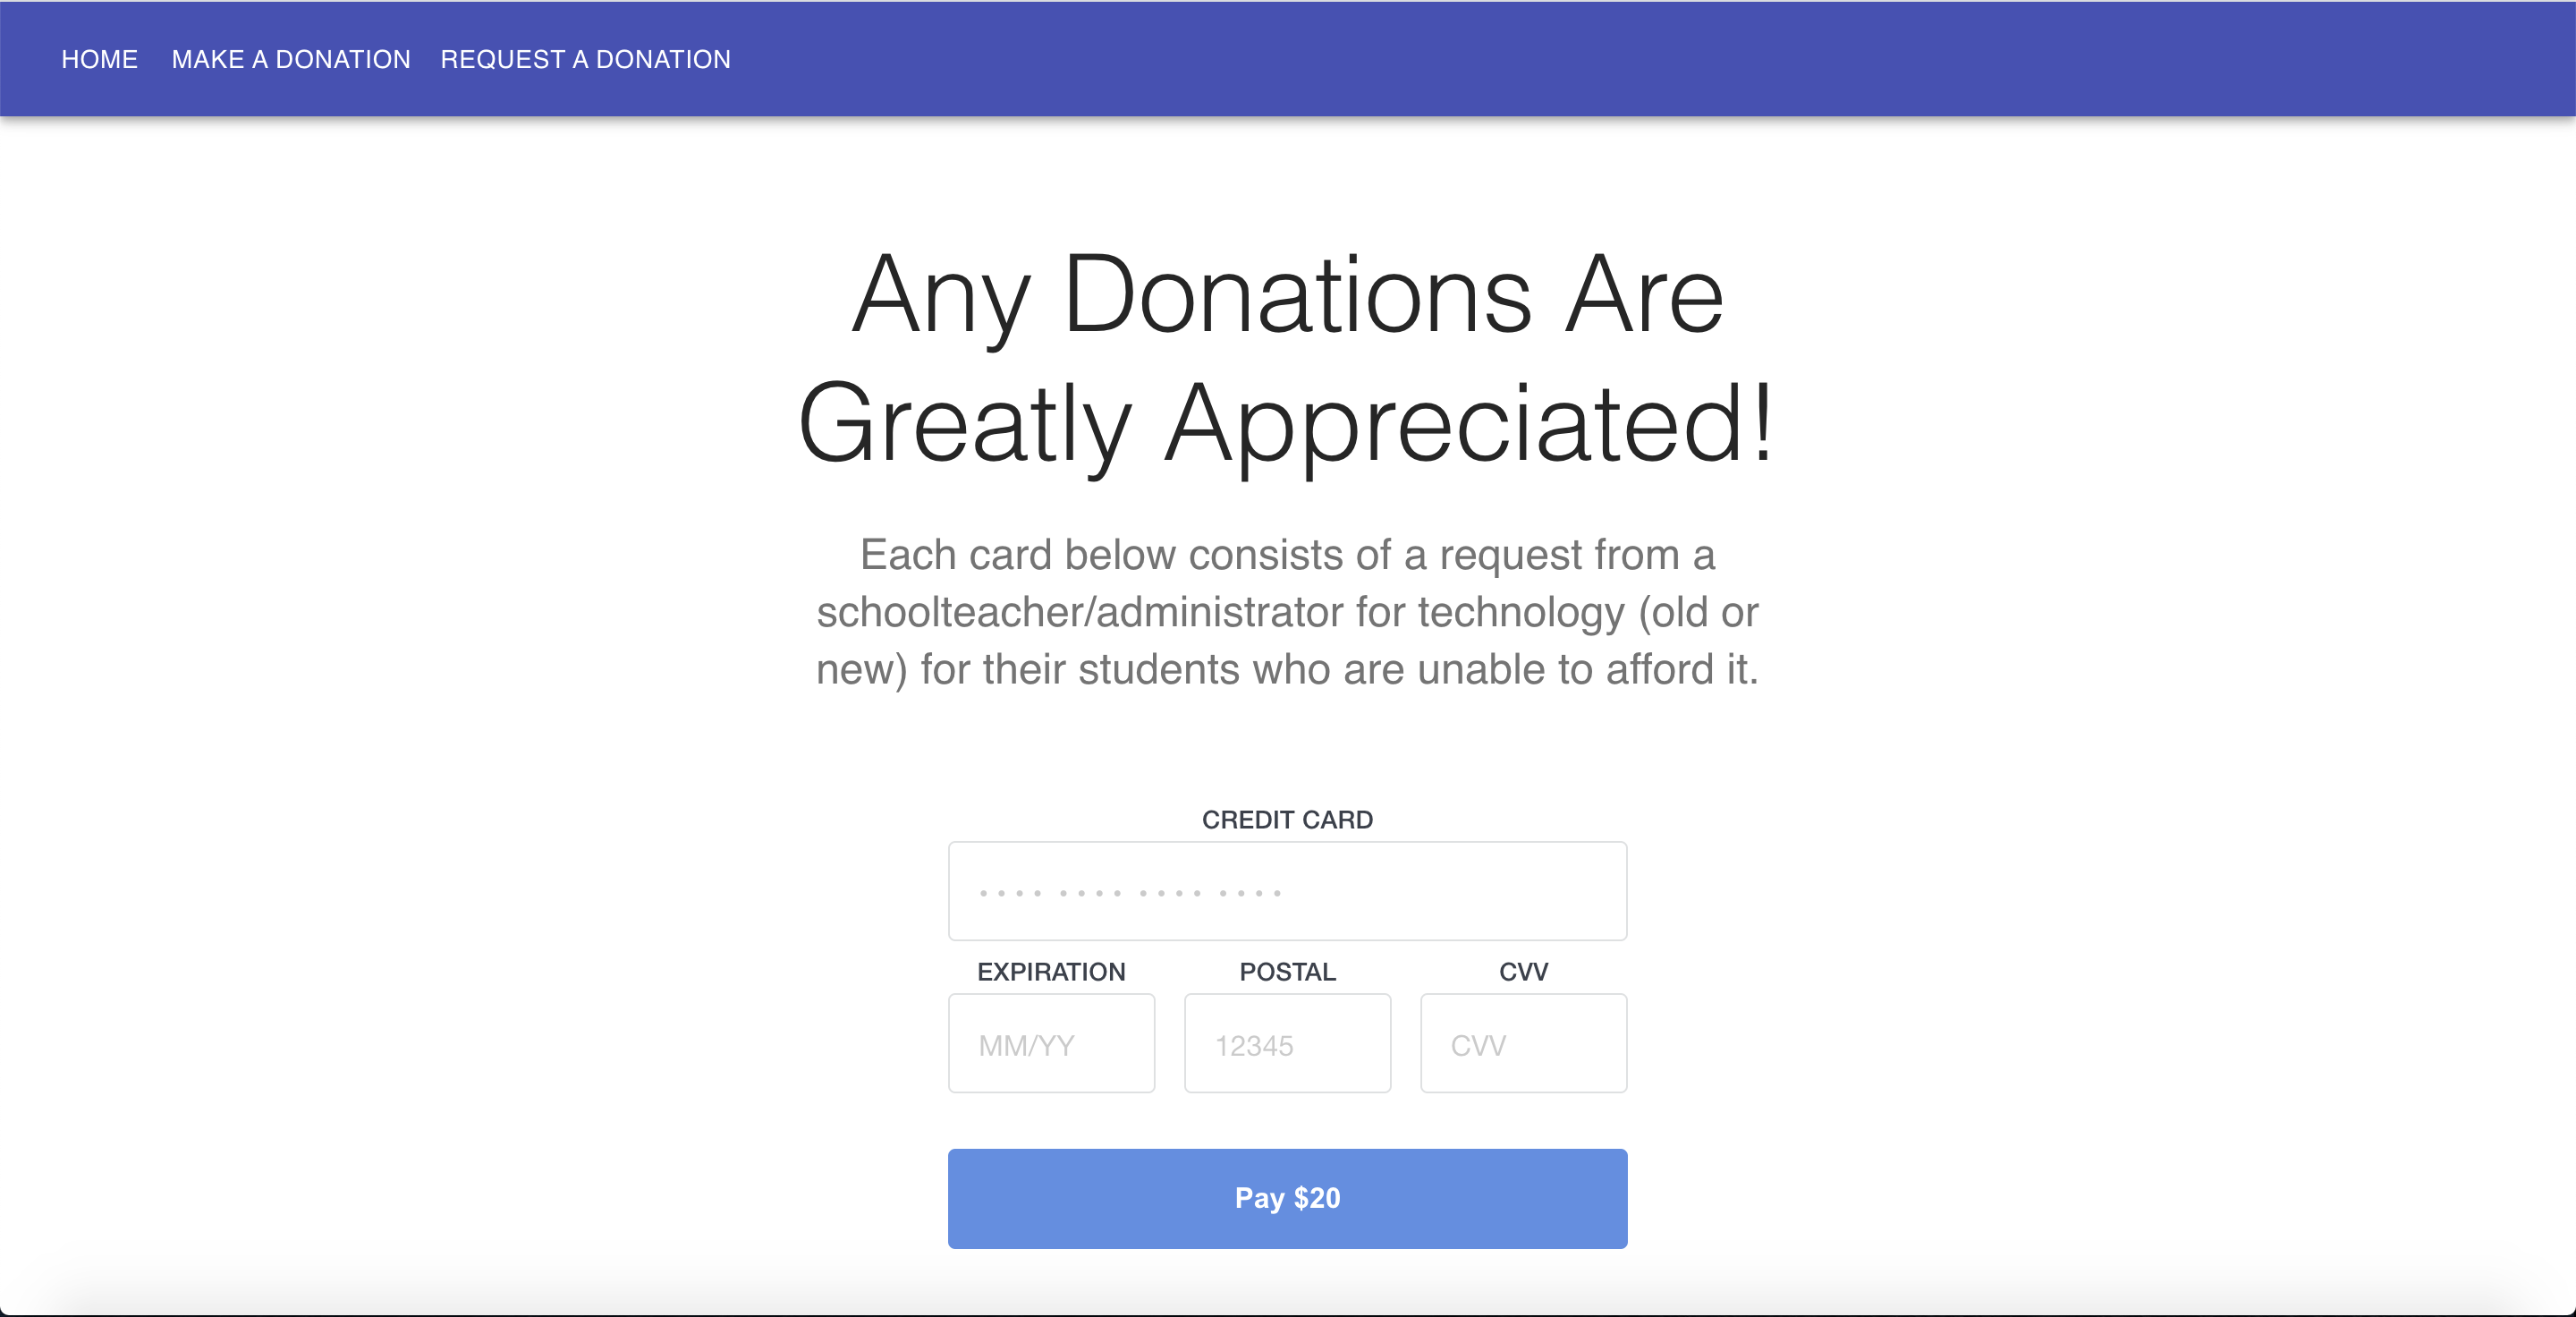 HOME MAKE A DONATION REQUEST A DONATION
Any Donations Are
Greatly Appreciated!
Each card below consists of a request from a
schoolteacher/administrator for technology (old or
new) for their students who are unable to afford it.
CREDIT CARD
•••• •••• •••• ••••
EXPIRATION POSTAL CVV
MM/YY 12345 CVV
Pay $20